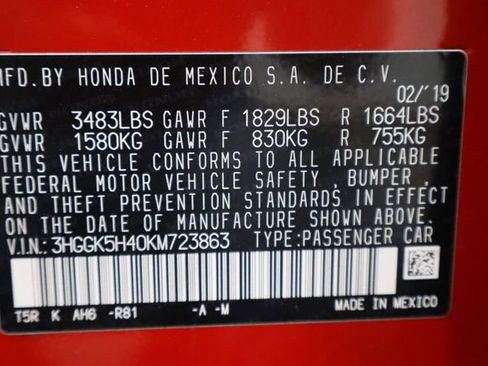 MFD.BY HONDA DE MEXICO S.A. DE C.V.
02/'19
GVWR 3483LBS GAWR F 1829LBS R 1664LBS
GVWR 1580KG GAWR F 830KG R 755KG
THIS VEHICLE CONFORMS TO ALL APPLICABLE
FEDERAL MOTOR VEHICLE SAFETY , BUMPER ,
AND THEFT PREVENTION STANDARDS IN EFFECT
ON THE DATE OF MANUFACTURE SHOWN ABOVE.
V.I.N.: 3HGGK5H40KM723863 TYPE:PASSENGER CAR
T5R K AH6 -R81 -A -M MADE IN MEXICO